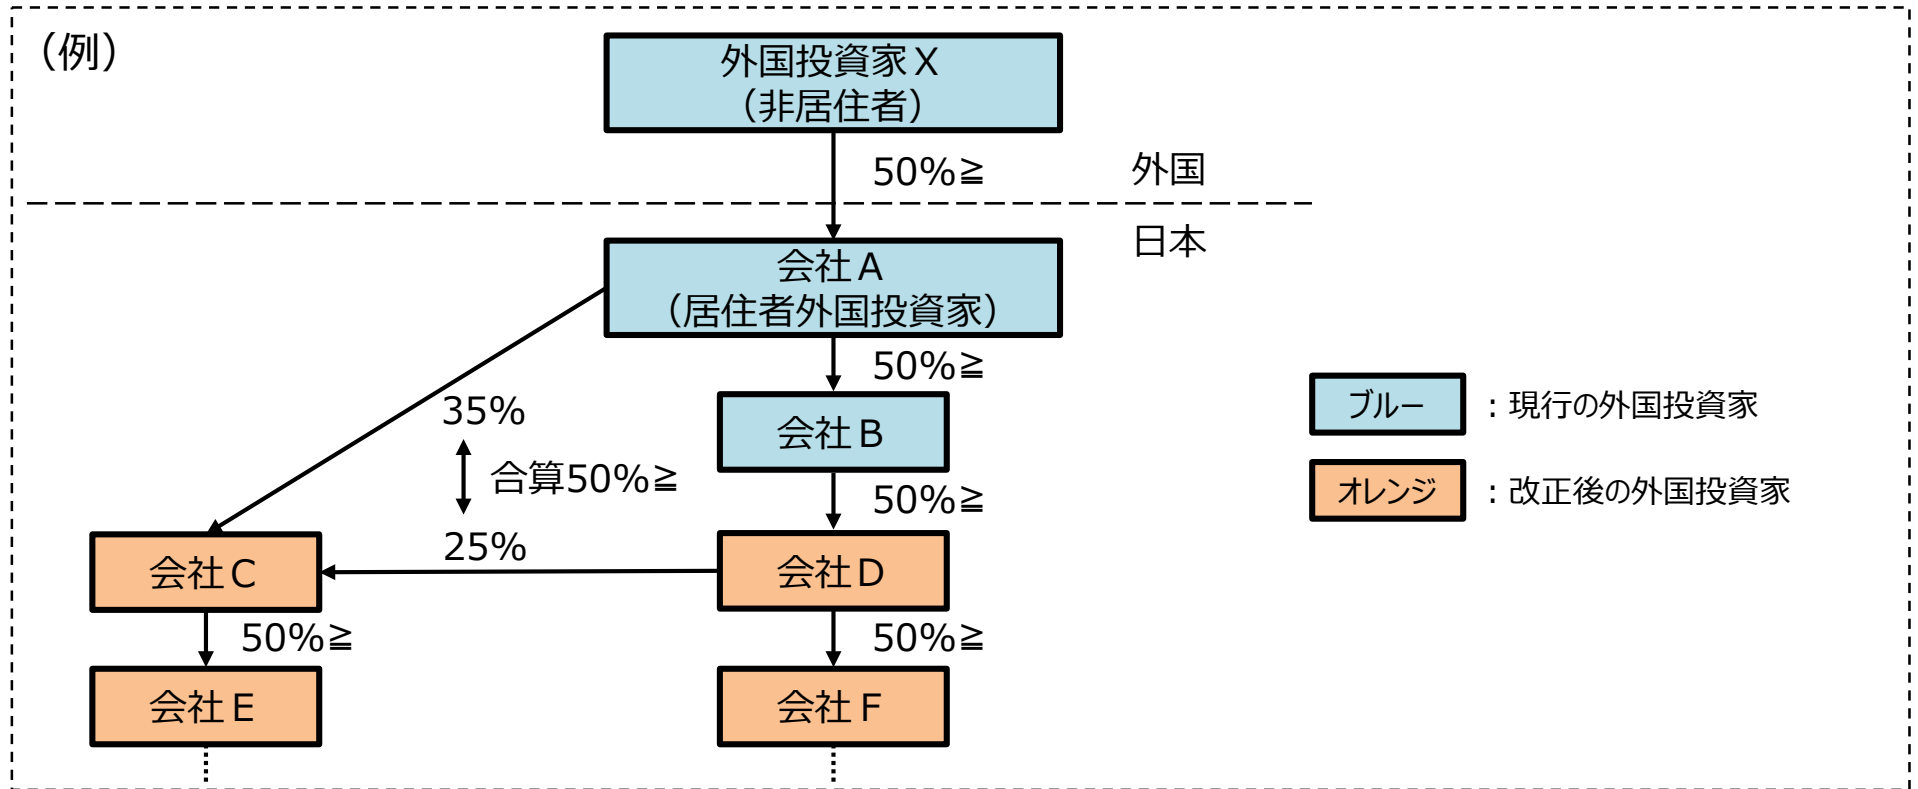 （例）
外国投資家X
（非居住者）
50%≧
外国
日本
会社A
（居住者外国投資家）
50%≧
35%
会社B
合算50%≧
50%≧
25%
会社C
会社D
50%≧
50%≧
会社E
会社F
ブルー
：現行の外国投資家
オレンジ
：改正後の外国投資家